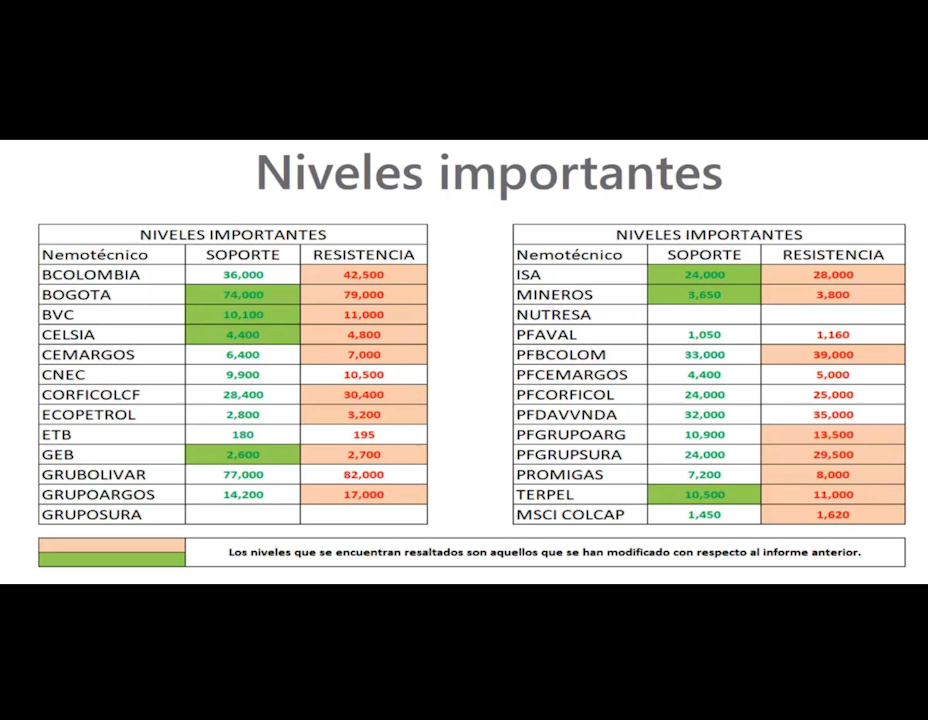 Niveles importantes
NIVELES IMPORTANTES
Nemotécnico SOPORTE RESISTENCIA
BCOLOMBIA 36,000 42,500
BOGOTA 74,000 79,000
BVC 10,100 11,000
CELSIA 4,400 4,800
CEMARGOS 6,400 7,000
CNEC 9,900 10,500
CORFICOLCF 28,400 30,400
ECOPETROL 2,800 3,200
ETB 180 195
GEB 2,600 2,700
GRUBOLIVAR 77,000 82,000
GRUPOARGOS 14,200 17,000
GRUPOSURA
NIVELES IMPORTANTES
Nemotécnico SOPORTE RESISTENCIA
ISA 24,000 28,000
MINEROS 3,650 3,800
NUTRESA
PFAVAL 1,050 1,160
PFBCOLOM 33,000 39,000
PFCEMARGOS 4,400 5,000
PFCORFICOL 24,000 25,000
PFDAVVNDA 32,000 35,000
PFGRUPOARG 10,900 13,500
PFGRUPSURA 24,000 29,500
PROMIGAS 7,200 8,000
TERPEL 10,500 11,000
MSCI COLCAP 1,450 1,620
Los niveles que se encuentran resaltados son aquellos que se han modificado con respecto al informe anterior.